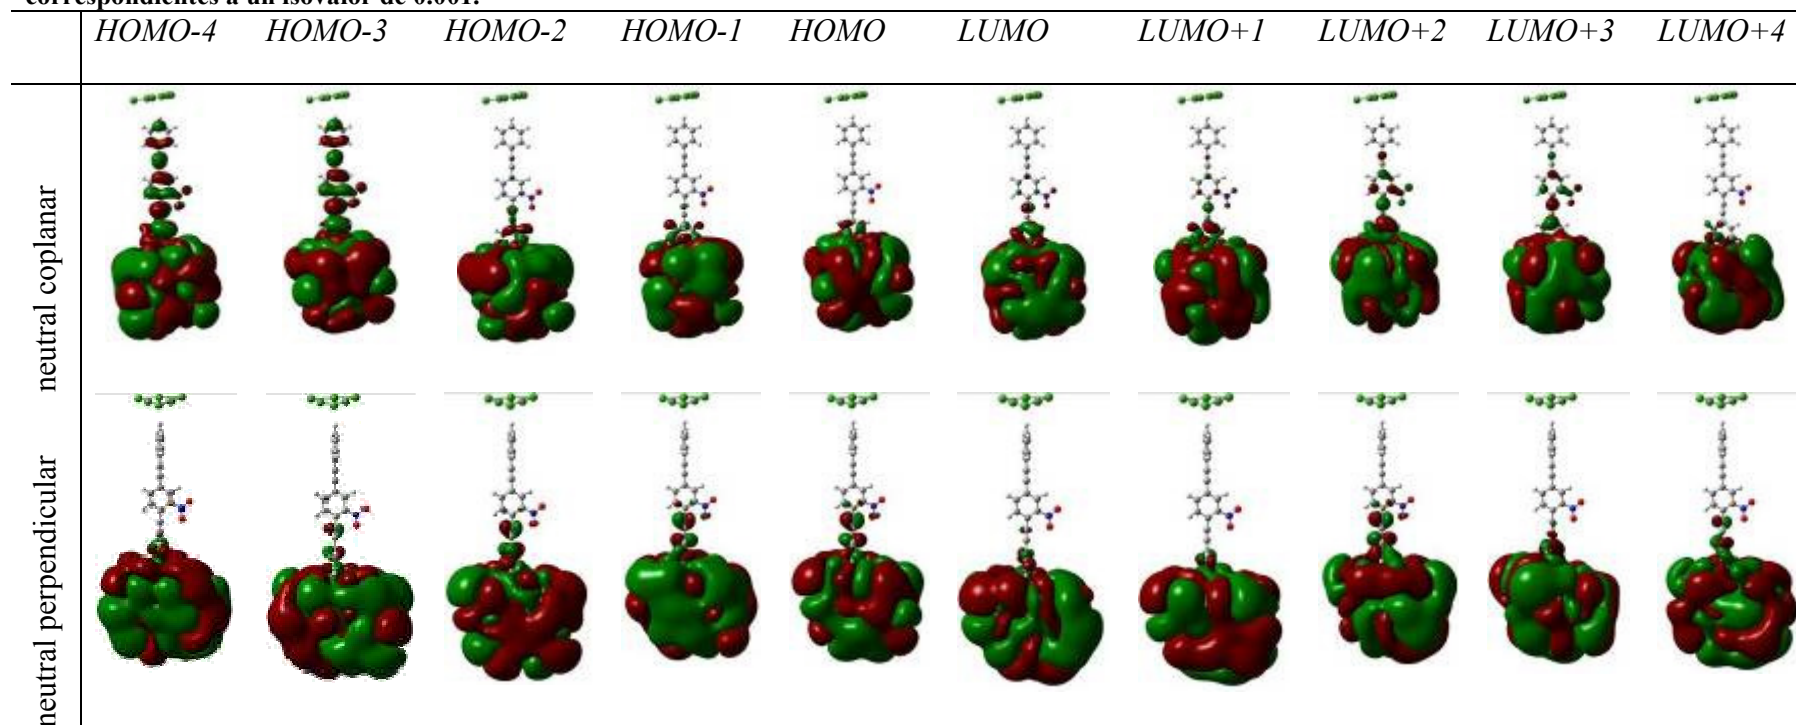 correspondientes a un isovalor de 0.001.
HOMO-4 HOMO-3 HOMO-2 HOMO-1 HOMO LUMO LUMO+1 LUMO+2 LUMO+3 LUMO+4
neutral coplanar
neutral perpendicular